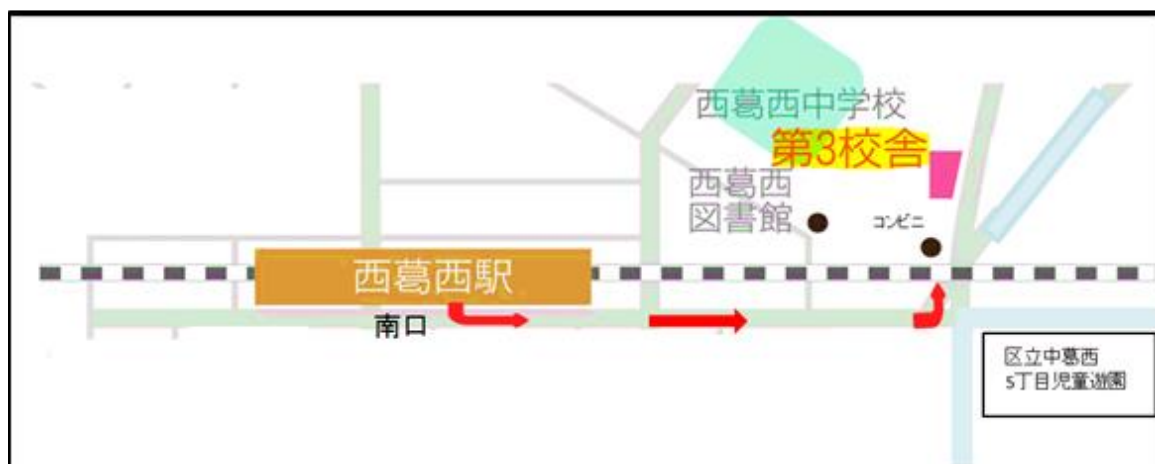 西葛西中学校
第3校舎
西葛西
図書館
コンビニ
西葛西駅
南口
区立中葛西
5丁目児童遊園